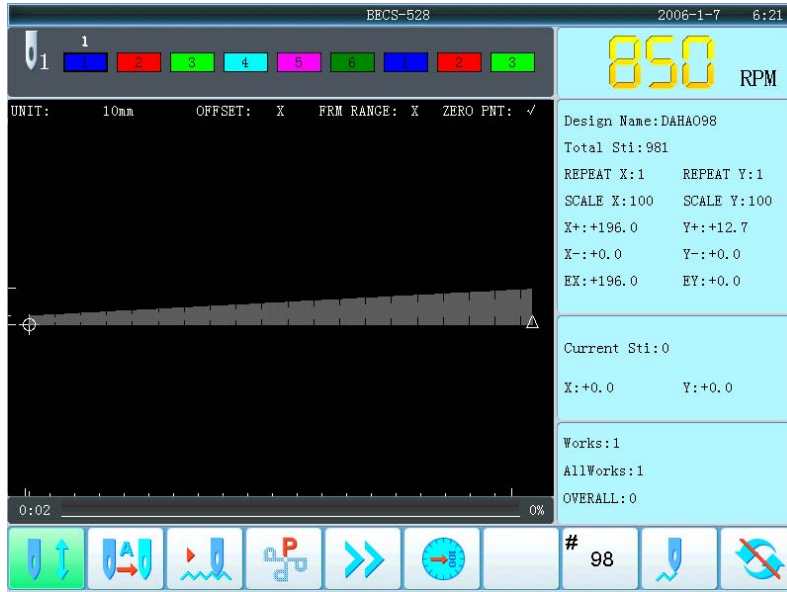 BECS-528 2006-1-7 6:21
1
1 1 2 3 4 5 6 1 2 3
850 RPM
UNIT: 10mm OFFSET: X FRM RANGE: X ZERO PNT: √
Design Name:DAHAO98
Total Sti:981
REPEAT X:1 REPEAT Y:1
SCALE X:100 SCALE Y:100
X+:+196.0 Y+:+12.7
X-:+0.0 Y-:+0.0
EX:+196.0 EY:+0.0
Current Sti:0
X:+0.0 Y:+0.0
Works:1
AllWorks:1
OVERALL:0
0:02 0%
A P P P P 100 # 98